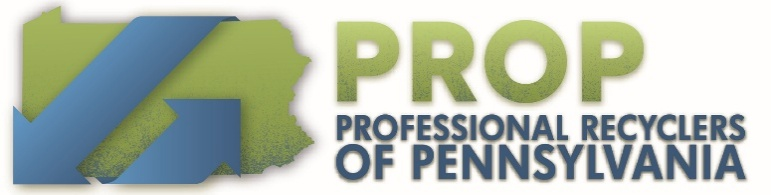 PROP
PROFESSIONAL RECYCLERS
OF PENNSYLVANIA